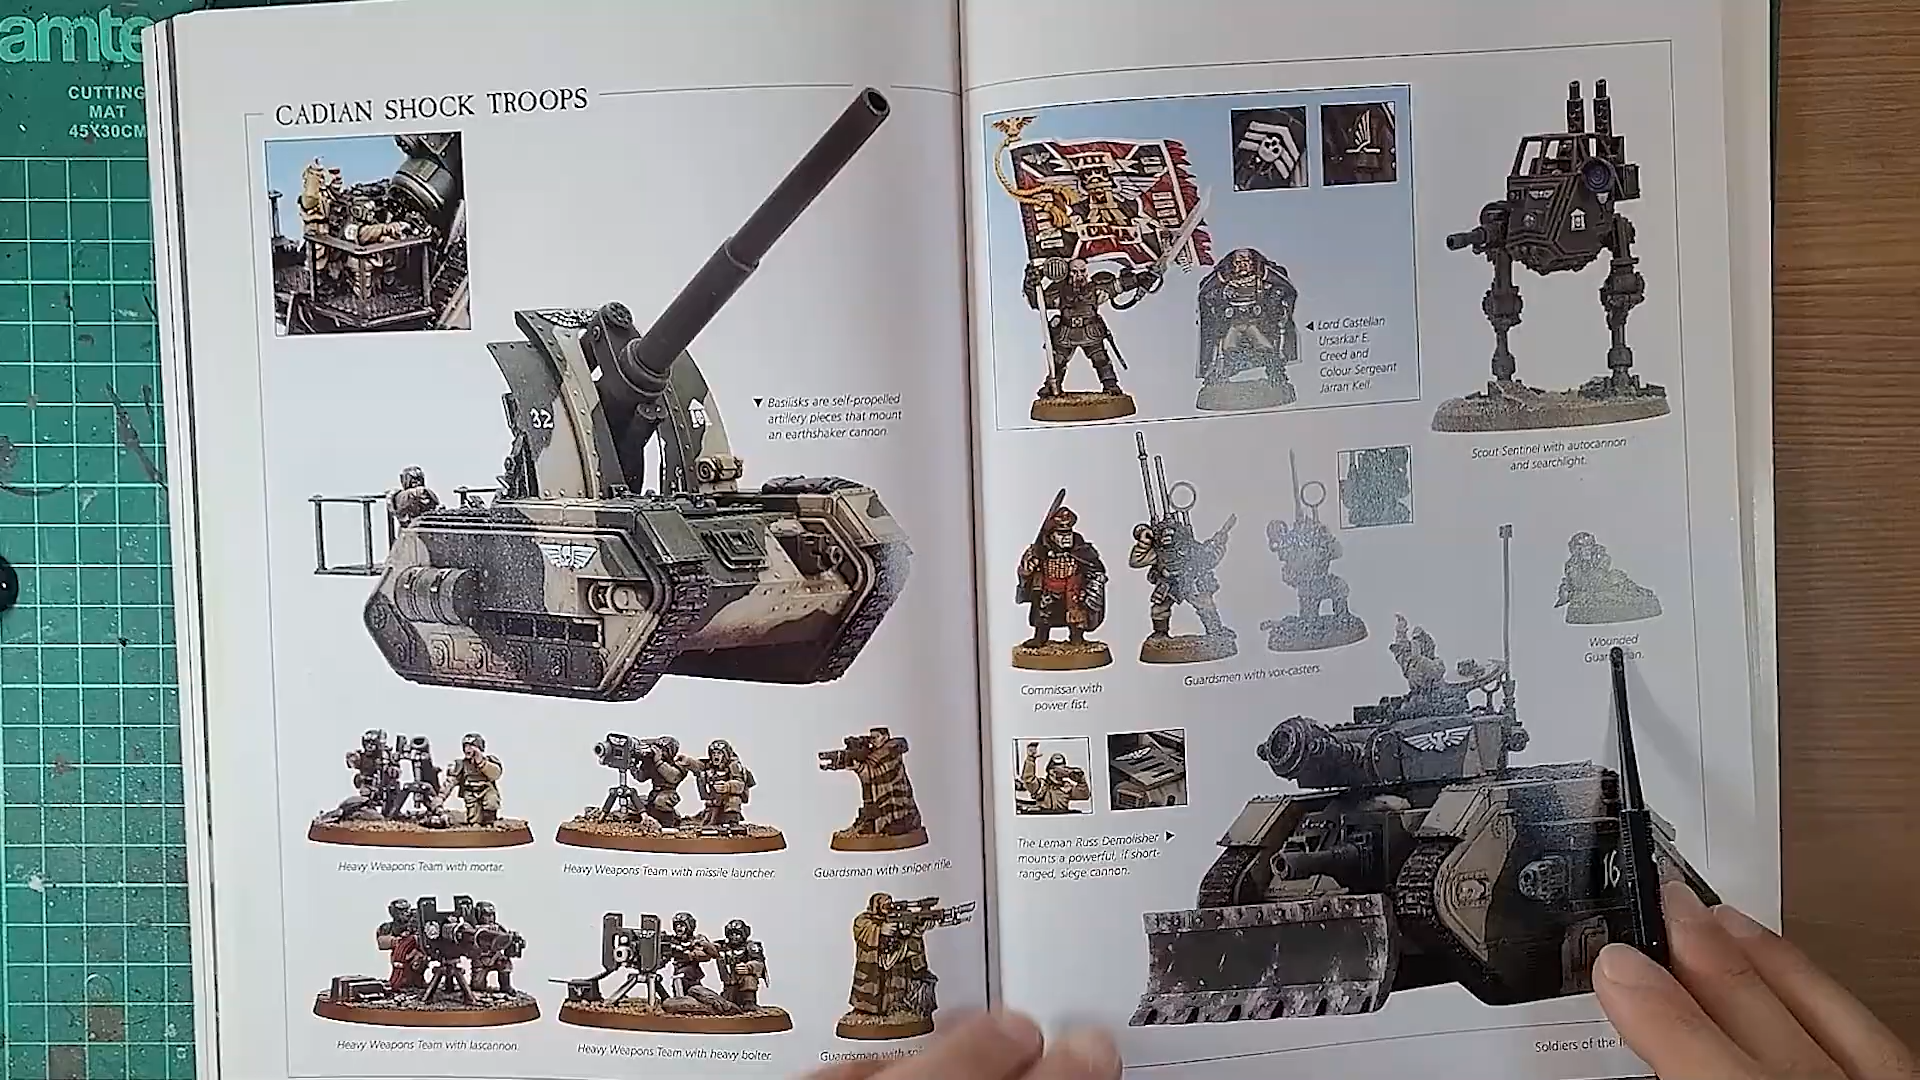 CUTTING
MAT
45X30CM
CADIAN SHOCK TROOPS
32
Basilisks are self-propelled
artillery pieces that mount
an earthshaker cannon.
Heavy Weapons Team with mortar.
Heavy Weapons Team with missile launcher.
Guardsman with sniper rifle.
Heavy Weapons Team with lascannon.
Heavy Weapons Team with heavy bolter.
Guardsman with
VIII
Lord Castellan
Ursarkar E.
Creed and
Colour Sergeant
Jarran Kell.
Scout Sentinel with autocannon
and searchlight.
Commissar with
power fist.
Guardsmen with vox-casters.
Wounded
The Leman Russ Demolisher
mounts a powerful, if short-
ranged, siege cannon.
16
Soldiers of the